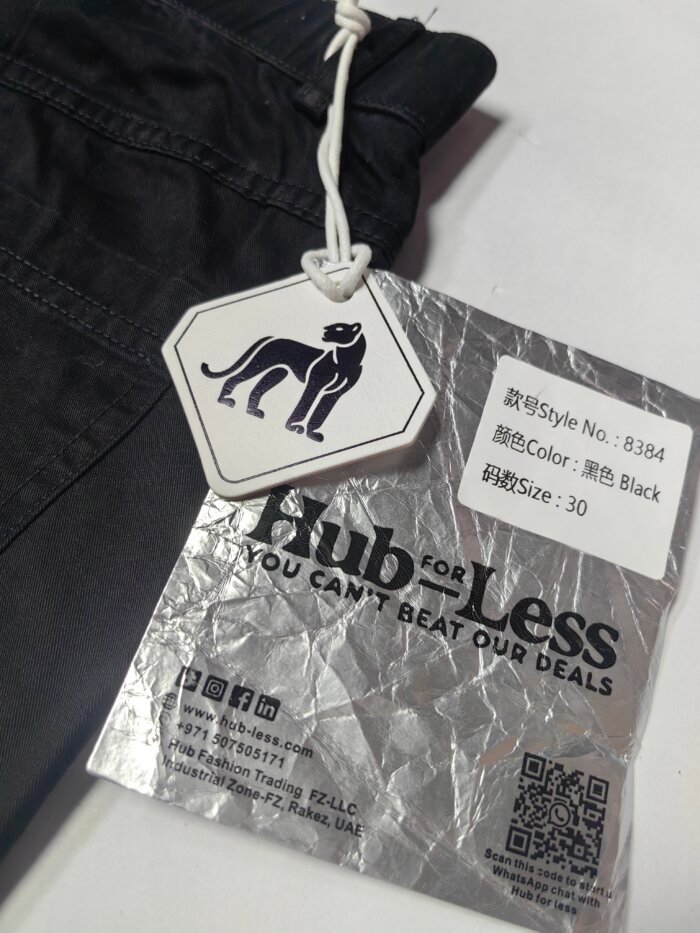 款号Style No. : 8384
颜色Color : 黑色 Black
码数Size : 30
Hub FOR Less
YOU CAN'T BEAT OUR DEALS
www.hub-less.com
+971 507505171
Hub Fashion Trading FZ-LLC
Industrial Zone-FZ, Rakez, UAE
Scan this code to start a
WhatsApp chat with
Hub for less